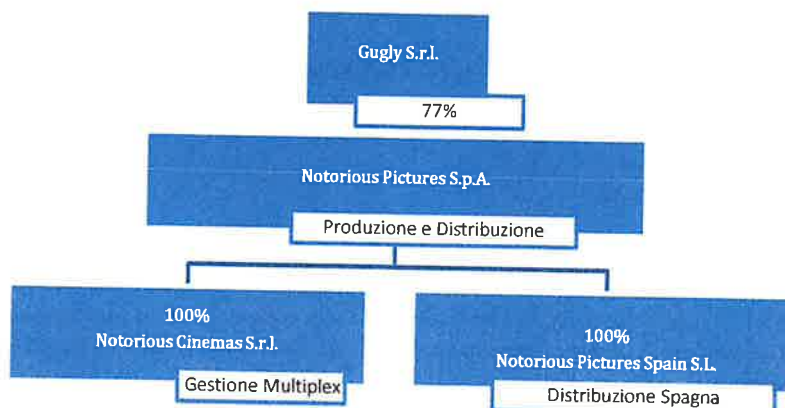 Gugly S.r.l.
77%
Notorious Pictures S.p.A.
Produzione e Distribuzione
100%
Notorious Cinemas S.r.l.
Gestione Multiplex
100%
Notorious Pictures Spain S.L.
Distribuzione Spagna